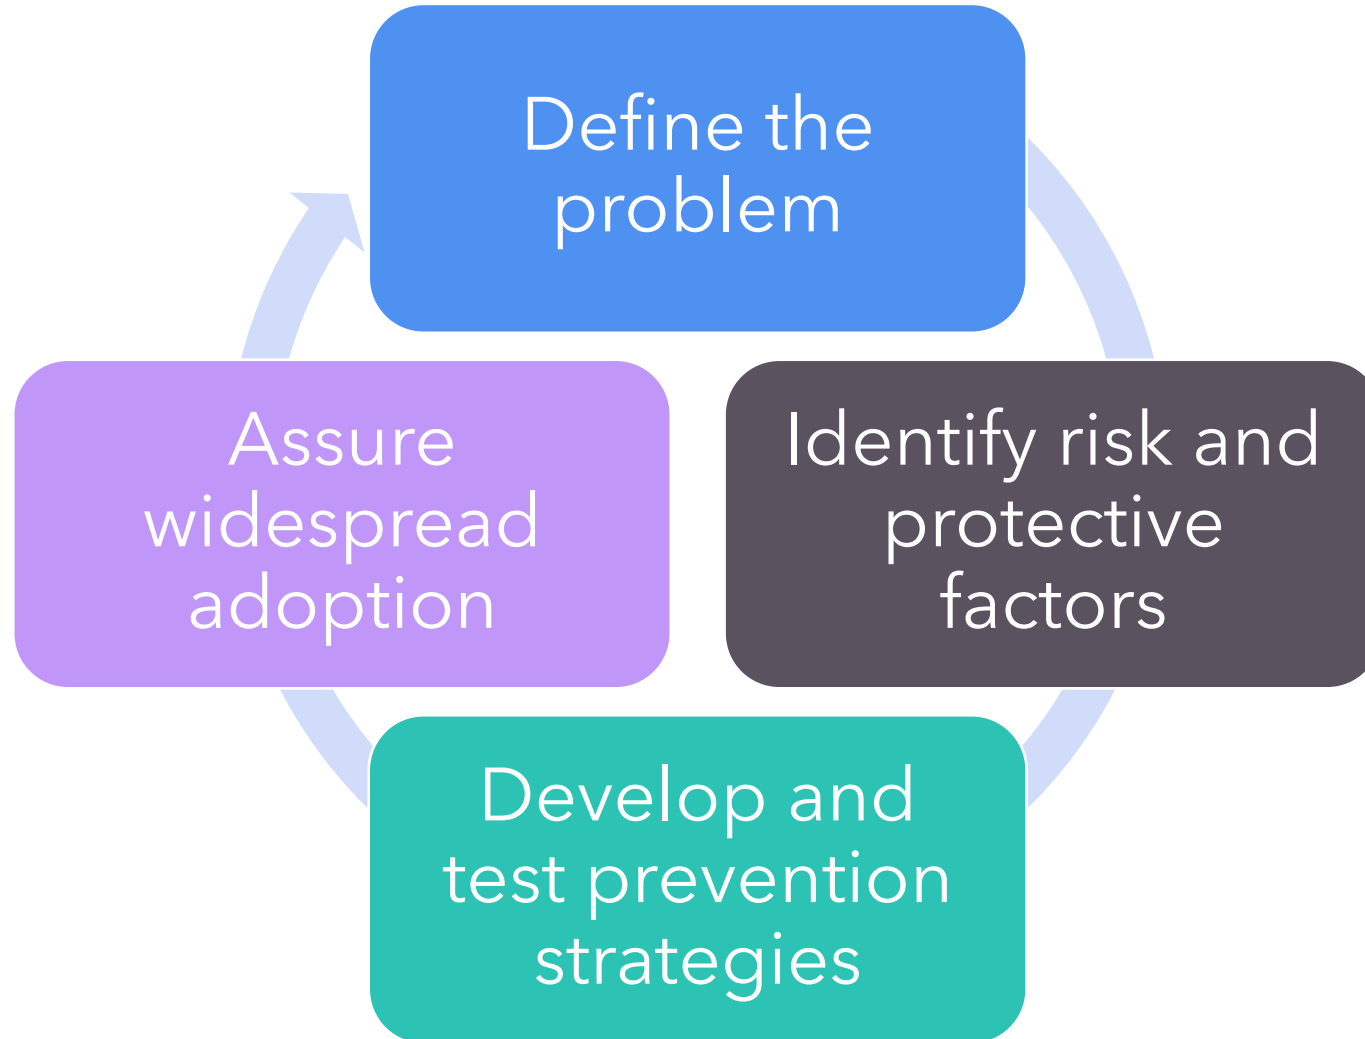 Define the
problem
Identify risk and
protective
factors
Develop and
test prevention
strategies
Assure
widespread
adoption